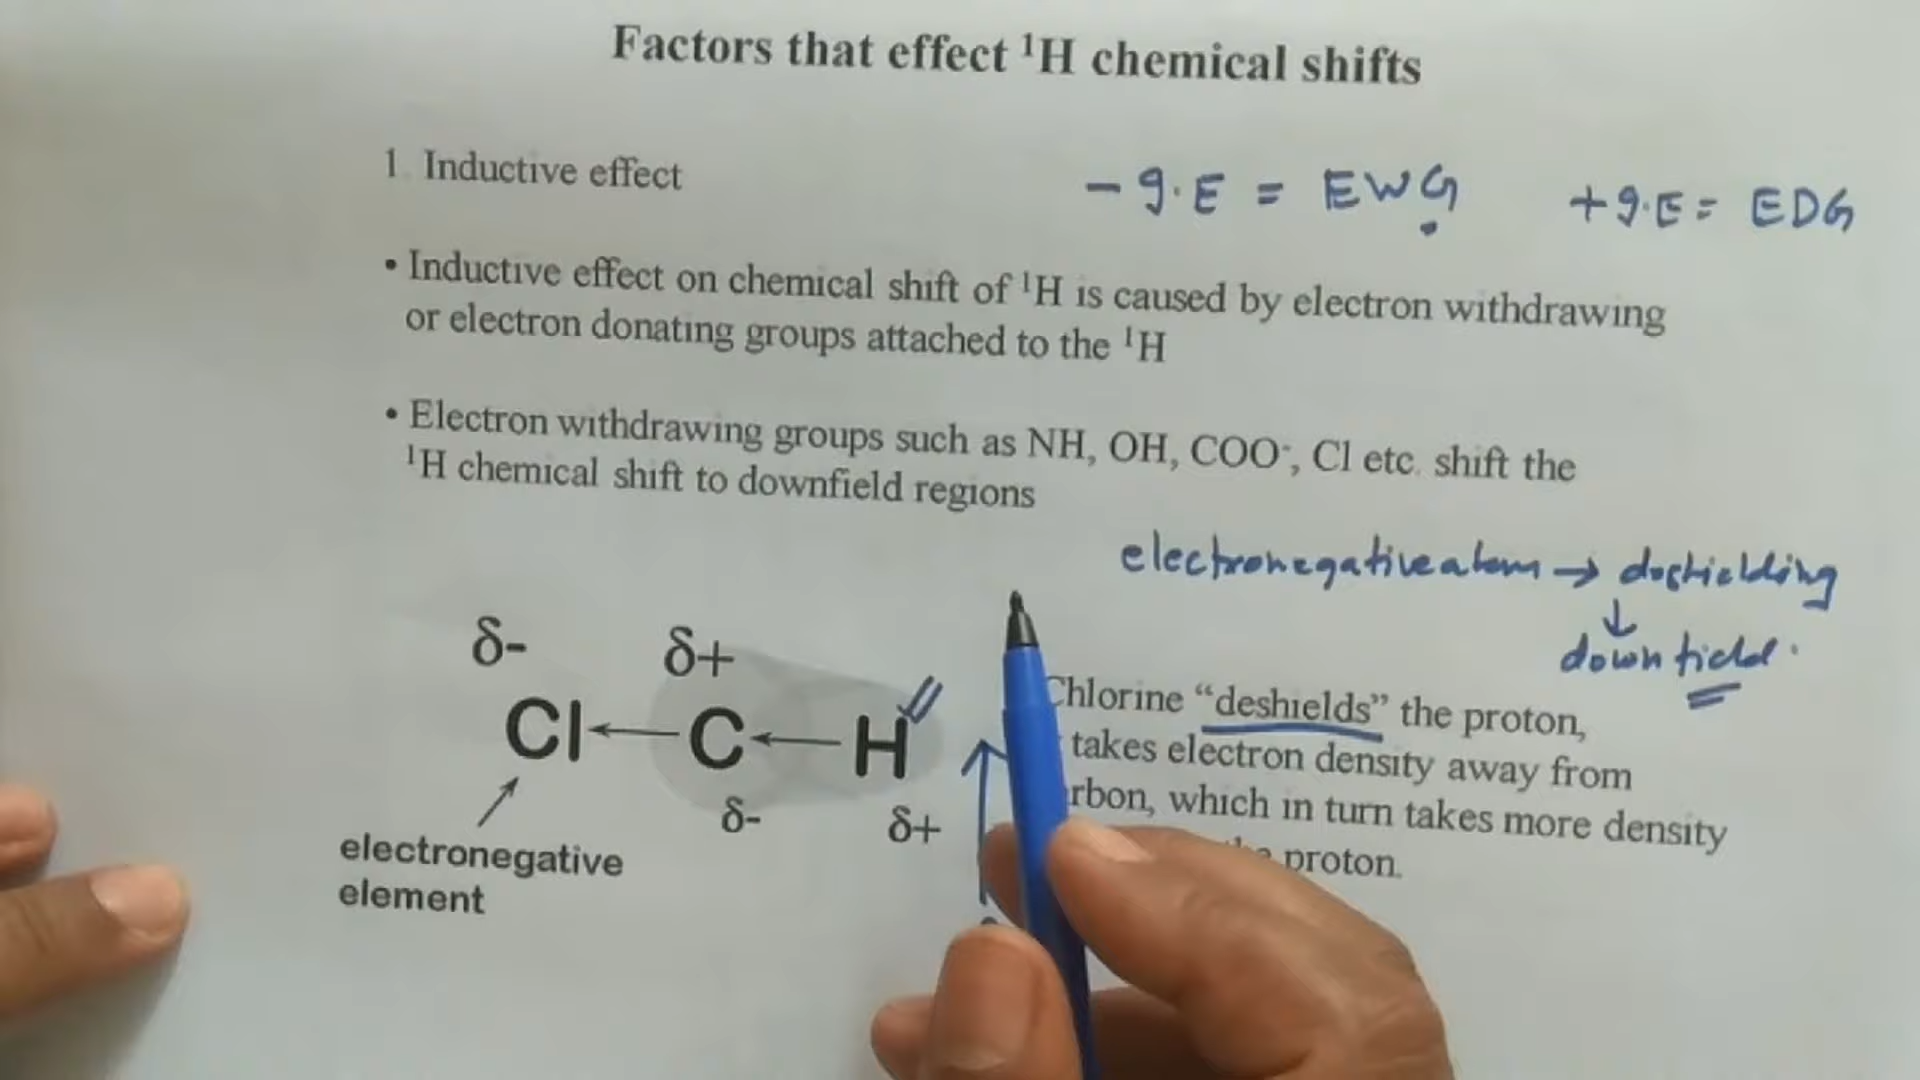 Factors that effect ¹H chemical shifts
1. Inductive effect
- I.E = EWG
+I.E = EDG
• Inductive effect on chemical shift of ¹H is caused by electron withdrawing
or electron donating groups attached to the ¹H
• Electron withdrawing groups such as NH, OH, COO⁻, Cl etc. shift the
¹H chemical shift to downfield regions
electronegative atom → deshielding
↓
downfield.
δ- δ+
Cl ← C ← H
δ- δ+
electronegative
element
Chlorine “deshields” the proton,
takes electron density away from
rbon, which in turn takes more density
proton.